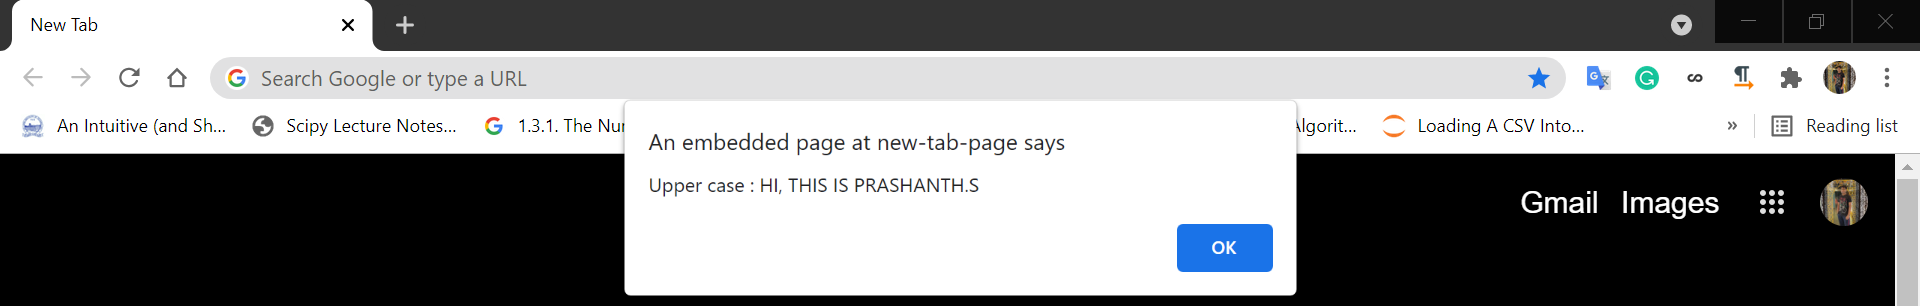 New Tab
Search Google or type a URL
An Intuitive (and Sh...
Scipy Lecture Notes...
1.3.1. The Nu
Algorit...
Loading A CSV Into...
»
Reading list
An embedded page at new-tab-page says
Upper case : HI, THIS IS PRASHANTH.S
OK
Gmail
Images